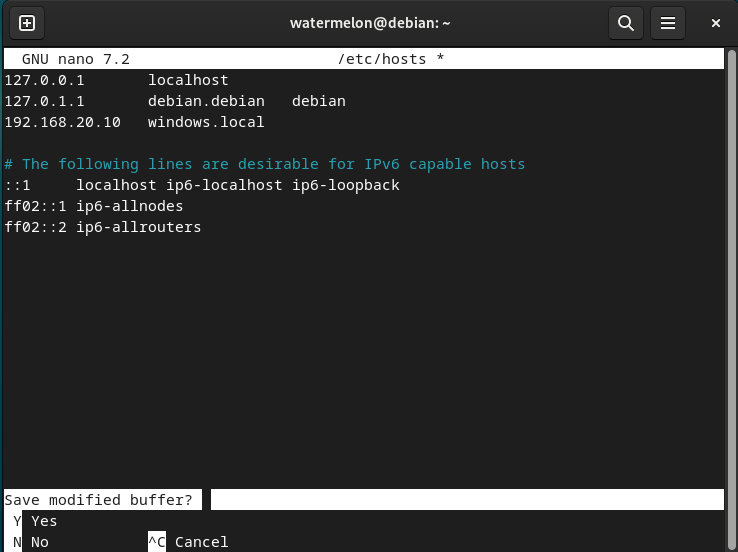 watermelon@debian: ~
GNU nano 7.2 /etc/hosts *
127.0.0.1 localhost
127.0.1.1 debian.debian debian
192.168.20.10 windows.local
# The following lines are desirable for IPv6 capable hosts
::1 localhost ip6-localhost ip6-loopback
ff02::1 ip6-allnodes
ff02::2 ip6-allrouters
Save modified buffer?
Y Yes
N No ^C Cancel